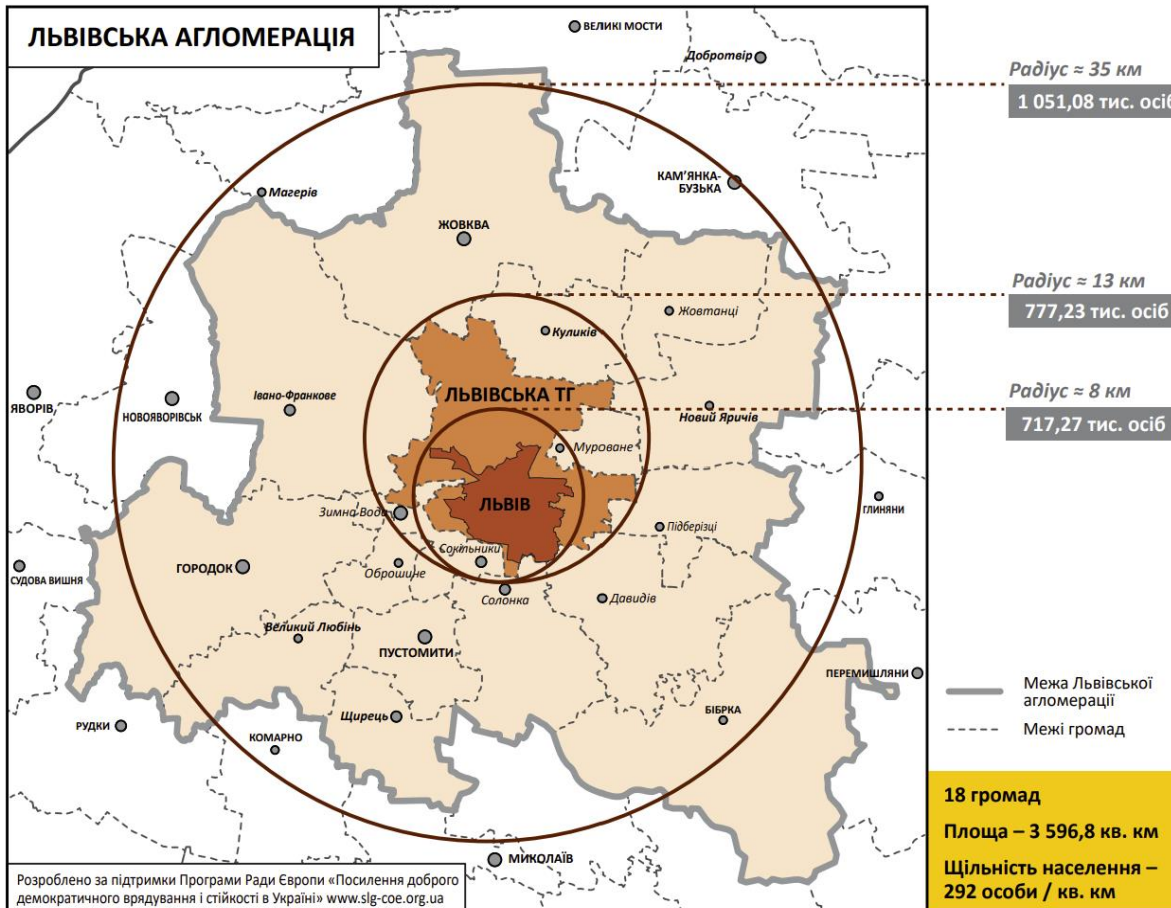 ЛЬВІВСЬКА АГЛОМЕРАЦІЯ
ВЕЛИКІ МОСТИ
Добротвір
Радіус ≈ 35 км
1 051,08 тис. осіб
КАМ’ЯНКА-
БУЗЬКА
Магерів
ЖОВКВА
Радіус ≈ 13 км
777,23 тис. осіб
Жовтанці
Куликів
Радіус ≈ 8 км
717,27 тис. осіб
ЛЬВІВСЬКА ТГ
Івано-Франкове
ЯВОРІВ
НОВОЯВОРІВСЬК
Новий Яричів
Муроване
ЛЬВІВ
ГЛИНЯНИ
Зимна Вода
Підберізці
Сокільники
СУДОВА ВИШНЯ
ГОРОДОК
Оброшине
Солонка
Давидів
Великий Любінь
ПУСТОМИТИ
ПЕРЕМИШЛЯНИ
Межа Львівської
агломерації
Межі громад
Щирець
БІБРКА
РУДКИ
КОМАРНО
МИКОЛАЇВ
18 громад
Площа – 3 596,8 кв. км
Щільність населення –
292 особи / кв. км
Розроблено за підтримки Програми Ради Європи «Посилення доброго
демократичного врядування і стійкості в Україні» www.slg-coe.org.ua